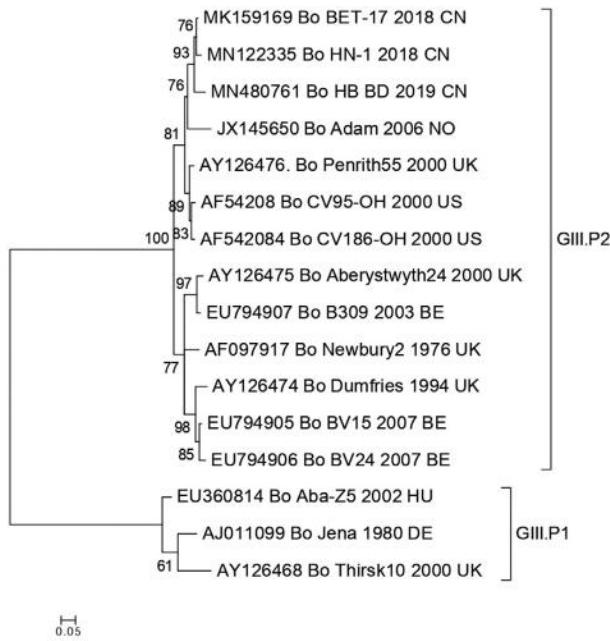 76
MK159169 Bo BET-17 2018 CN
93
MN122335 Bo HN-1 2018 CN
76
MN480761 Bo HB BD 2019 CN
81
JX145650 Bo Adam 2006 NO
AY126476. Bo Penrith55 2000 UK
89
AF54208 Bo CV95-OH 2000 US
100
83
AF542084 Bo CV186-OH 2000 US
GIII.P2
97
AY126475 Bo Aberystwyth24 2000 UK
EU794907 Bo B309 2003 BE
AF097917 Bo Newbury2 1976 UK
77
AY126474 Bo Dumfries 1994 UK
98
EU794905 Bo BV15 2007 BE
85
EU794906 Bo BV24 2007 BE
EU360814 Bo Aba-Z5 2002 HU
AJ011099 Bo Jena 1980 DE
GIII.P1
61
AY126468 Bo Thirsk10 2000 UK
0.05